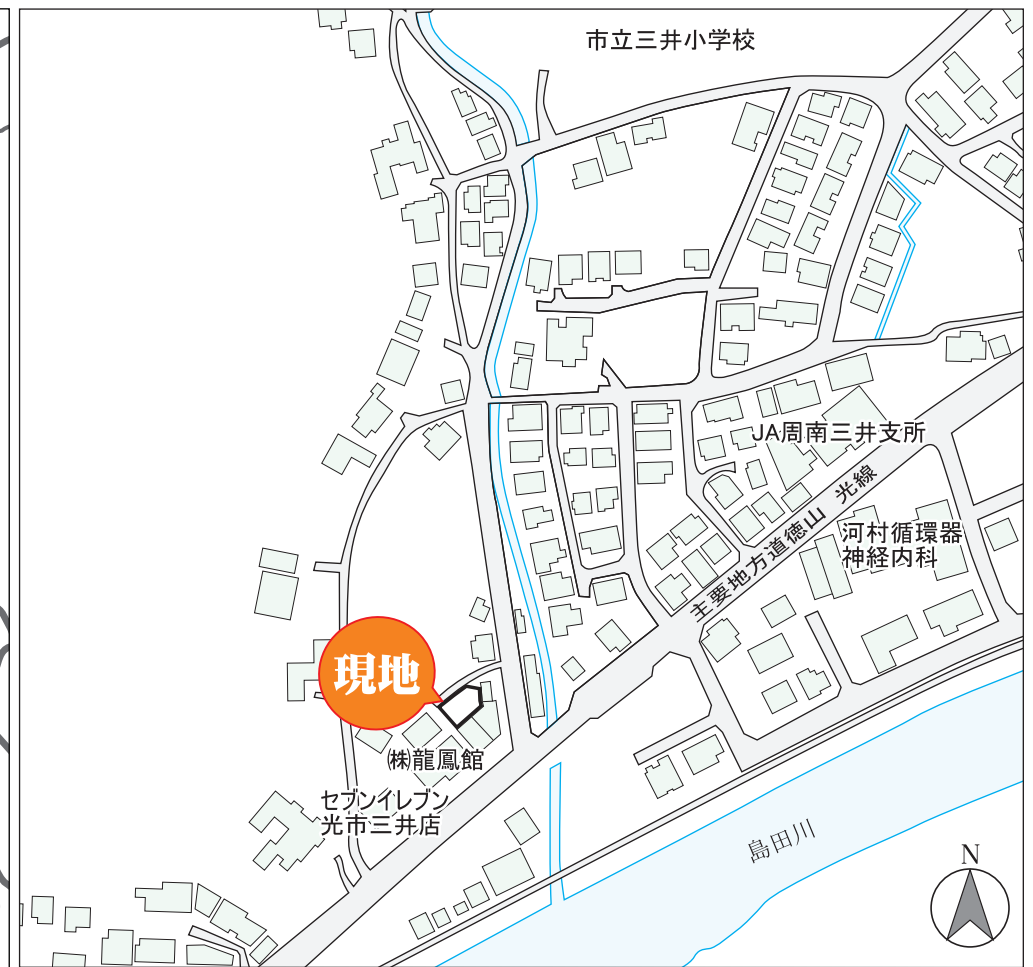 市立三井小学校
JA周南三井支所
主要地方道徳山 光線
河村循環器
神経内科
現地
㈱龍鳳館
セブンイレブン
光市三井店
島田川
N